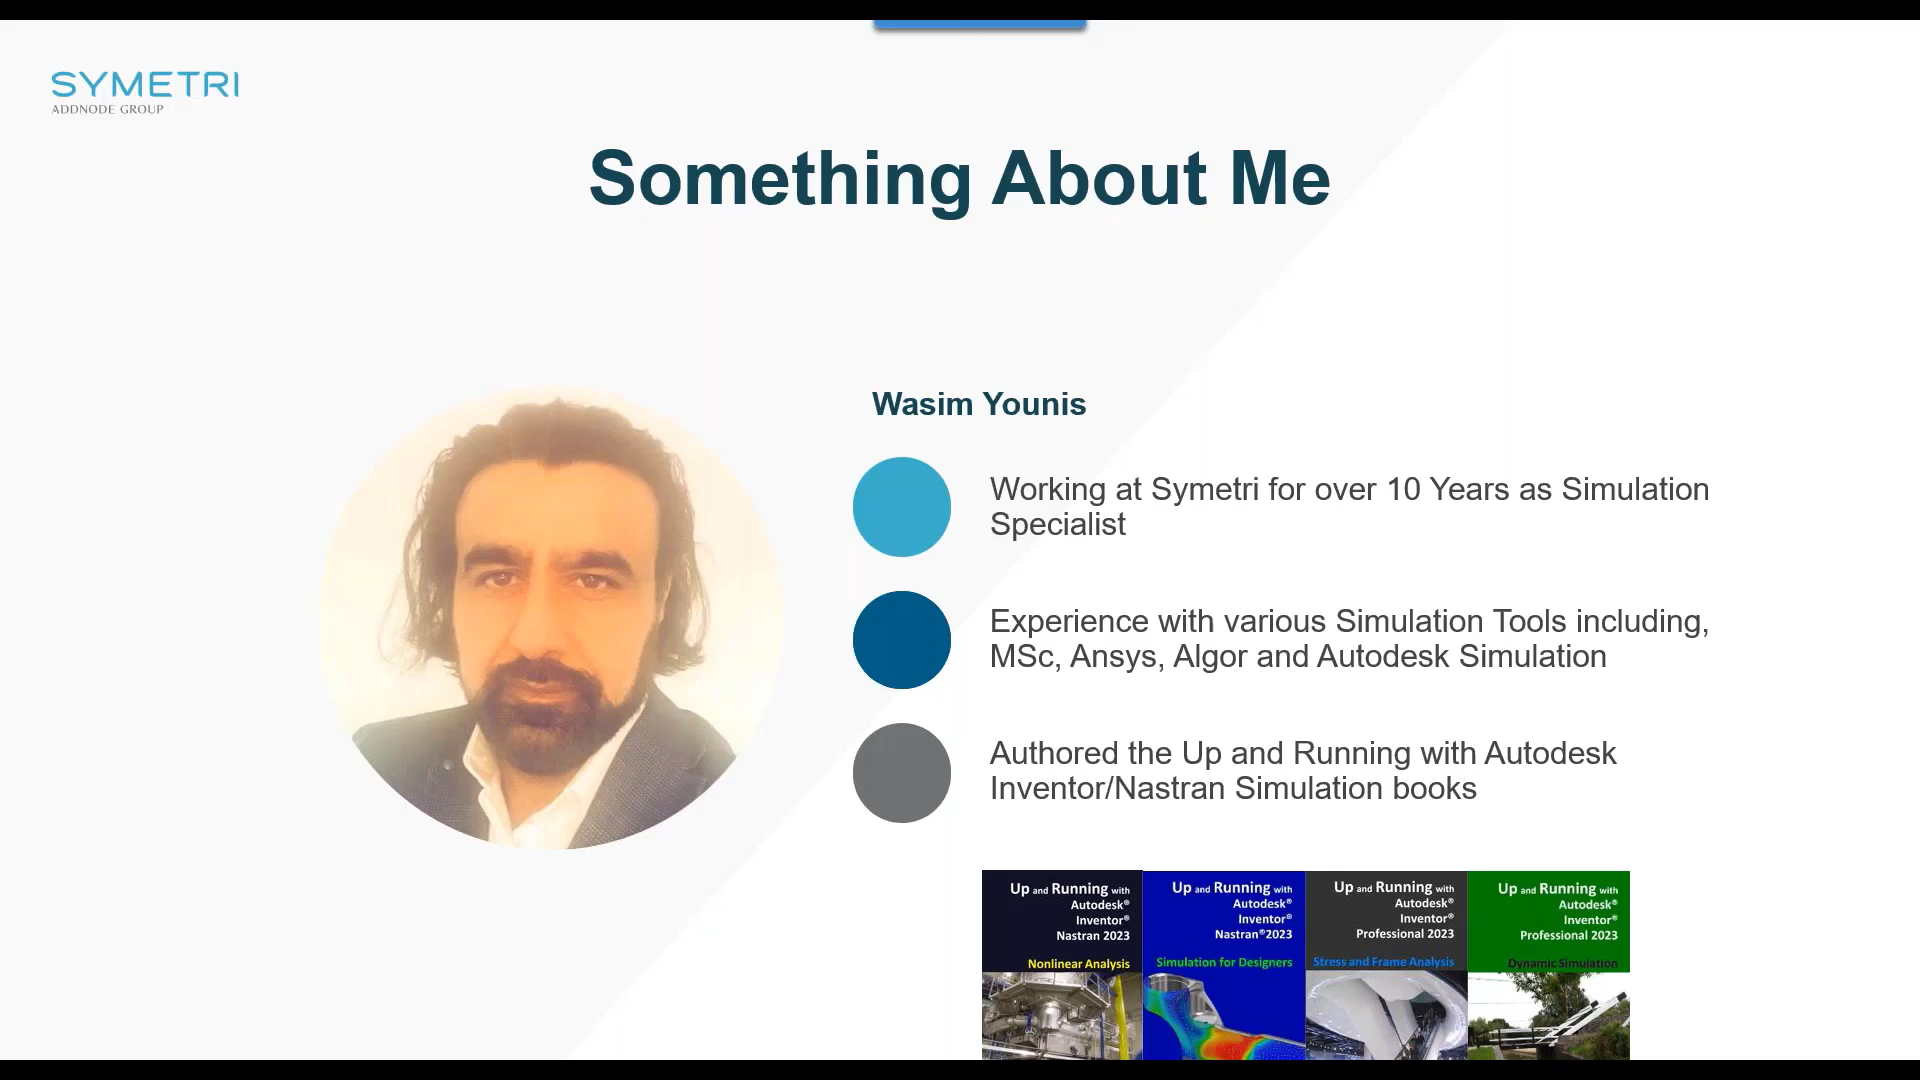 SYMETRI
ADDNODE GROUP
Something About Me
Wasim Younis
Working at Symetri for over 10 Years as Simulation
Specialist
Experience with various Simulation Tools including,
MSc, Ansys, Algor and Autodesk Simulation
Authored the Up and Running with Autodesk
Inventor/Nastran Simulation books
Up and Running with
Autodesk®
Inventor®
Nastran 2023
Nonlinear Analysis
Up and Running with
Autodesk®
Inventor®
Nastran®2023
Simulation for Designers
Up and Running with
Autodesk®
Inventor®
Professional 2023
Stress and Frame Analysis
Up and Running with
Autodesk®
Inventor®
Professional 2023
Dynamic Simulation